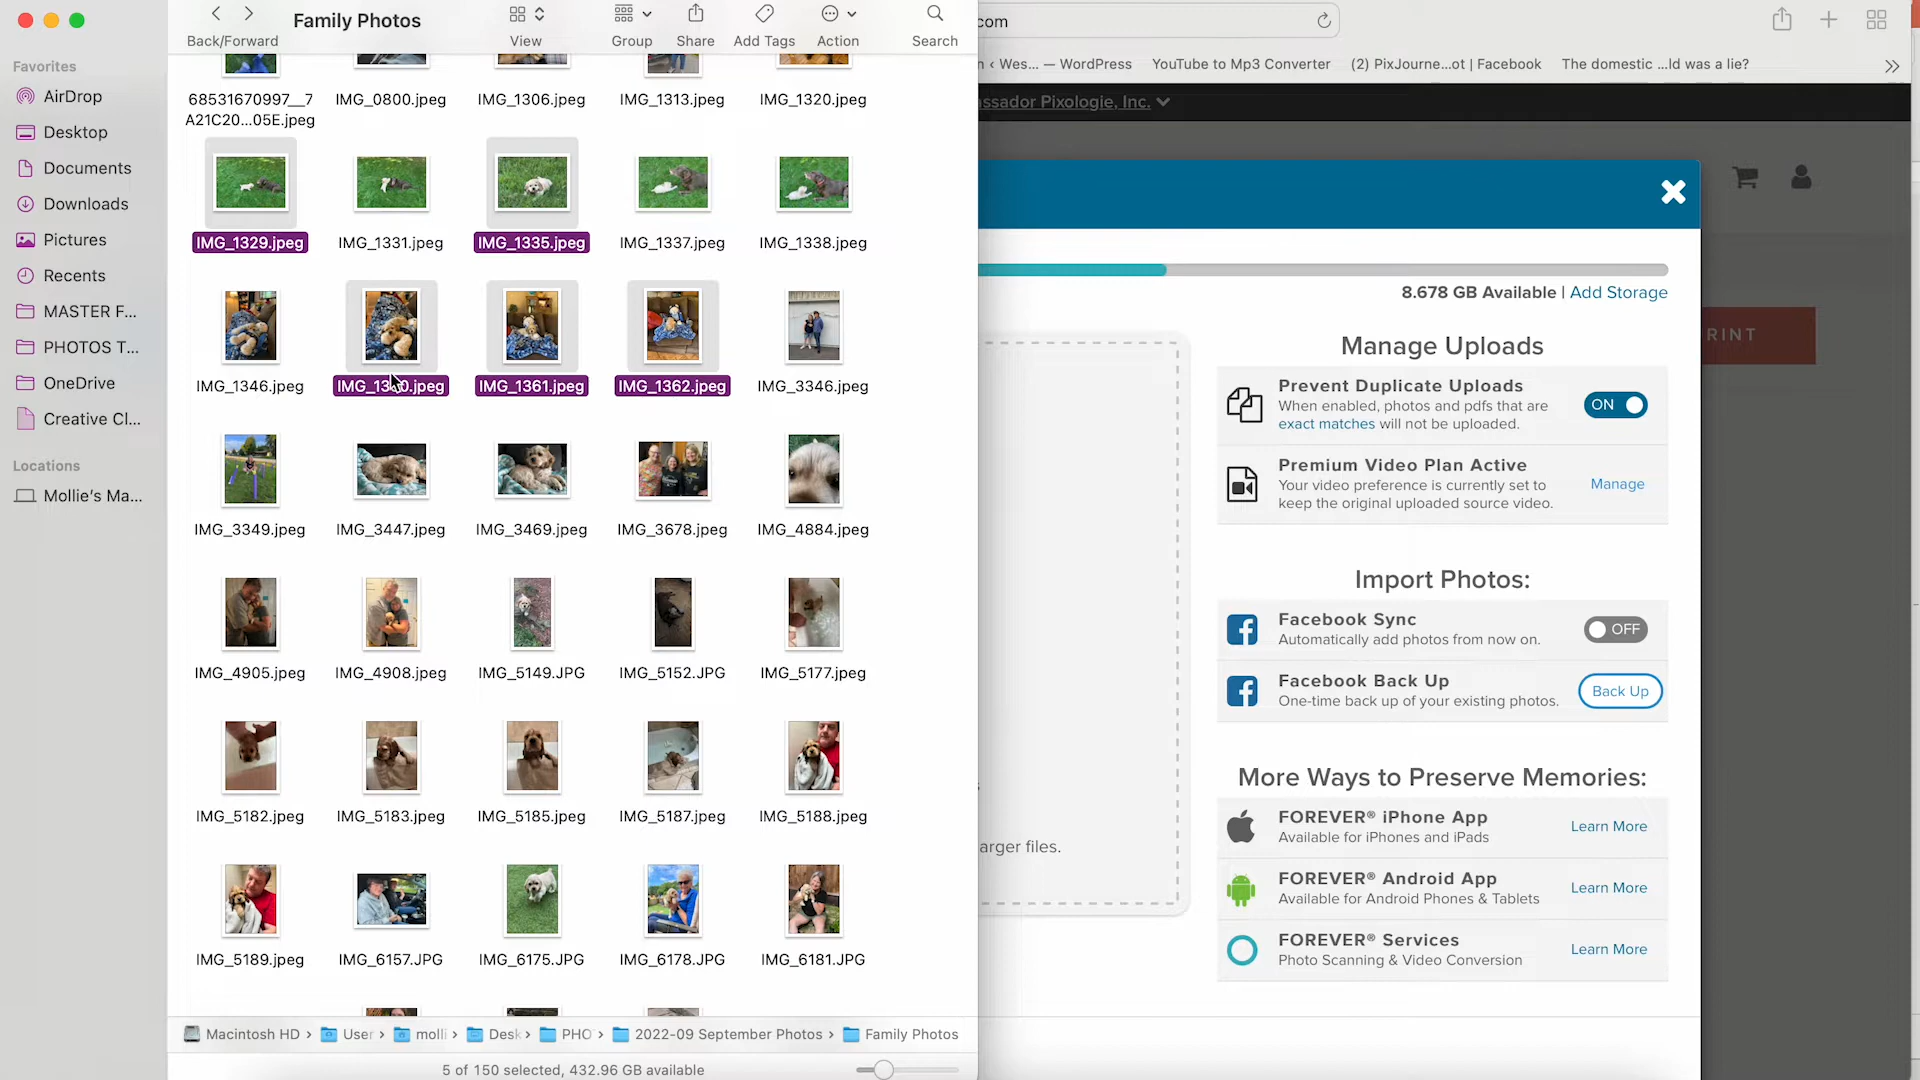 Family Photos
Back/Forward
View
Group
Share
Add Tags
Action
Search
Favorites
AirDrop
Desktop
Documents
Downloads
Pictures
Recents
MASTER F...
PHOTOS T...
OneDrive
Creative Cl...
Locations
Mollie's Ma...
68531670997__7
A21C20...05E.jpeg
IMG_0800.jpeg
IMG_1306.jpeg
IMG_1313.jpeg
IMG_1320.jpeg
IMG_1329.jpeg
IMG_1331.jpeg
IMG_1335.jpeg
IMG_1337.jpeg
IMG_1338.jpeg
IMG_1346.jpeg
IMG_1361.jpeg
IMG_1362.jpeg
IMG_3346.jpeg
IMG_3349.jpeg
IMG_3447.jpeg
IMG_3469.jpeg
IMG_3678.jpeg
IMG_4884.jpeg
IMG_4905.jpeg
IMG_4908.jpeg
IMG_5149.JPG
IMG_5152.JPG
IMG_5177.jpeg
IMG_5182.jpeg
IMG_5183.jpeg
IMG_5185.jpeg
IMG_5187.jpeg
IMG_5188.jpeg
IMG_5189.jpeg
IMG_6157.JPG
IMG_6175.JPG
IMG_6178.JPG
IMG_6181.JPG
Macintosh HD › User › molli › Desk › PHO › 2022-09 September Photos › Family Photos
5 of 150 selected, 432.96 GB available
com
n ‹ Wes... — WordPress
YouTube to Mp3 Converter
(2) PixJourne...ot | Facebook
The domestic ...ld was a lie?
ssador Pixologie, Inc.
RINT
8.678 GB Available | Add Storage
Manage Uploads
Prevent Duplicate Uploads
When enabled, photos and pdfs that are
exact matches will not be uploaded.
ON
Premium Video Plan Active
Your video preference is currently set to
keep the original uploaded source video.
Manage
Import Photos:
Facebook Sync
Automatically add photos from now on.
OFF
Facebook Back Up
One-time back up of your existing photos.
Back Up
More Ways to Preserve Memories:
FOREVER® iPhone App
Available for iPhones and iPads
Learn More
FOREVER® Android App
Available for Android Phones & Tablets
Learn More
FOREVER® Services
Photo Scanning & Video Conversion
Learn More
arger files.